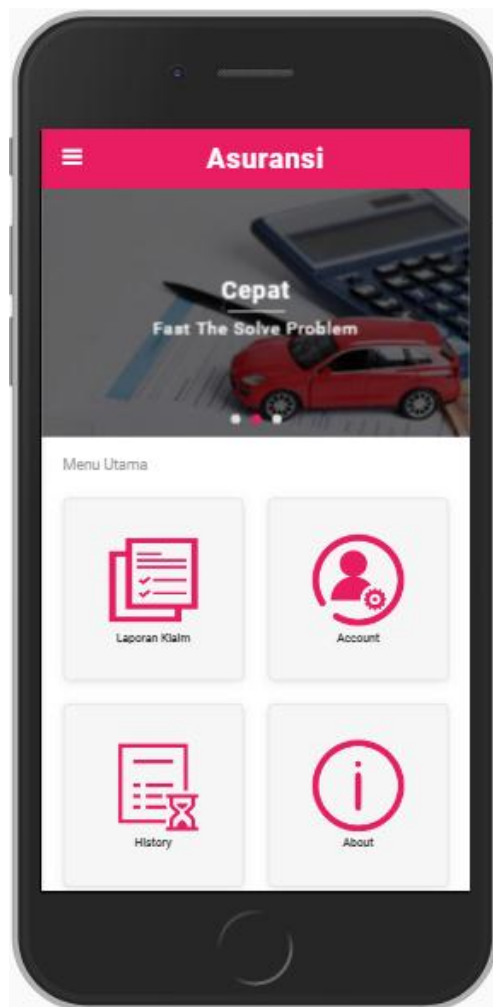 Asuransi
Cepat
Fast The Solve Problem
Menu Utama
Laporan Klaim
Account
History
About